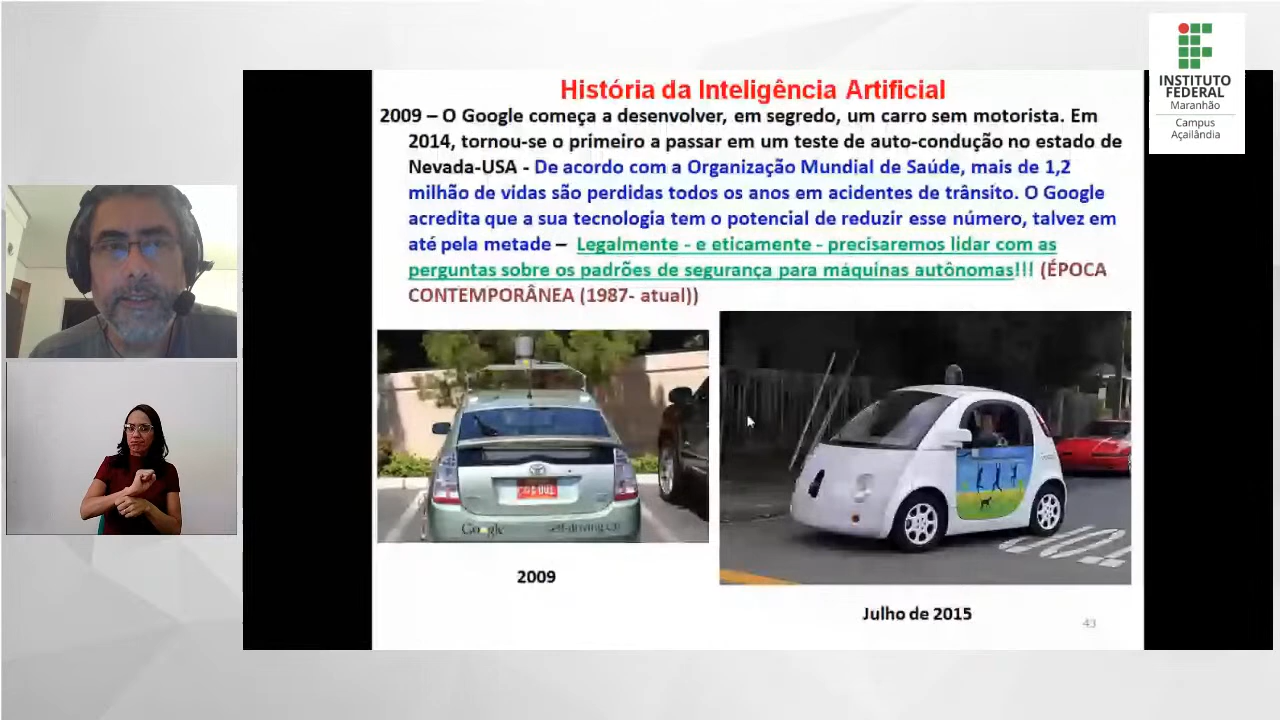 História da Inteligência Artificial
2009 – O Google começa a desenvolver, em segredo, um carro sem motorista. Em
2014, tornou-se o primeiro a passar em um teste de auto-condução no estado de
Nevada-USA - De acordo com a Organização Mundial de Saúde, mais de 1,2
milhão de vidas são perdidas todos os anos em acidentes de trânsito. O Google
acredita que a sua tecnologia tem o potencial de reduzir esse número, talvez em
até pela metade – Legalmente - e eticamente - precisaremos lidar com as
perguntas sobre os padrões de segurança para máquinas autônomas!!! (ÉPOCA
CONTEMPORÂNEA (1987- atual))
Google self-driving car
2009
Julho de 2015
43
INSTITUTO
FEDERAL
Maranhão
Campus
Açailândia